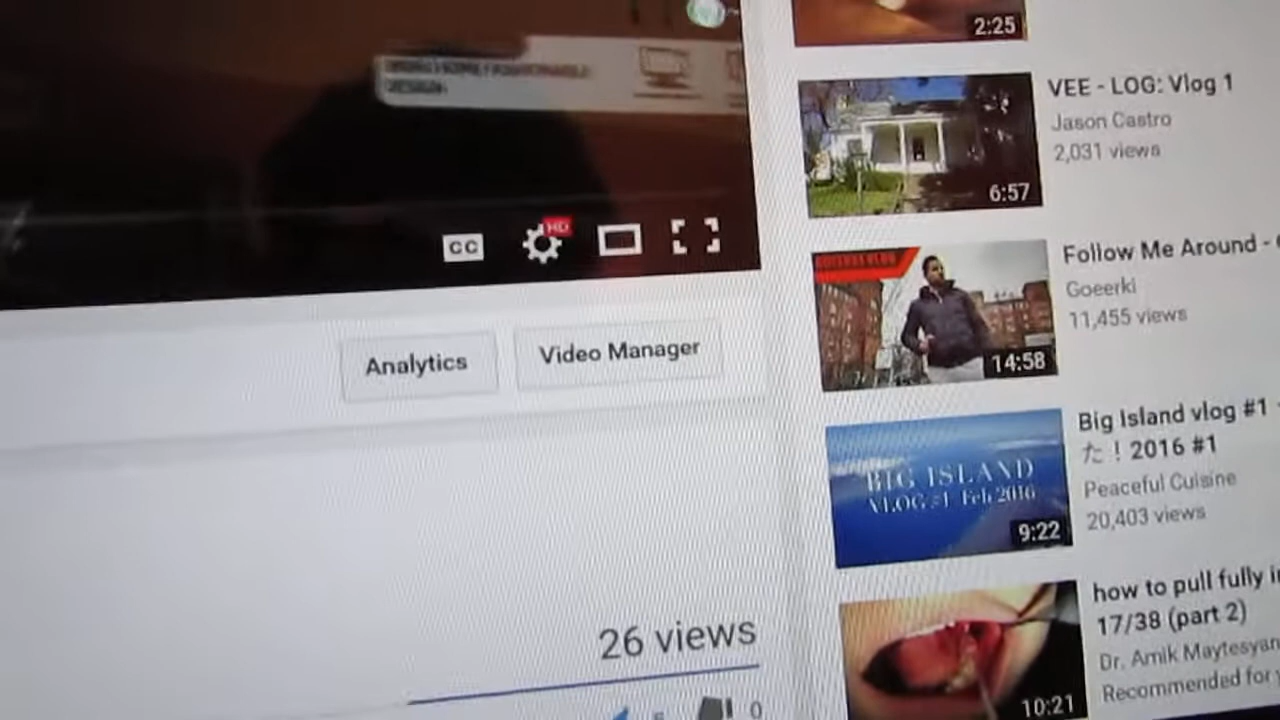 2:25
VEE - LOG: Vlog 1
Jason Castro
2,031 views
6:57
CC
HD
Follow Me Around -
Goeerki
11,455 views
14:58
Analytics
Video Manager
Big Island vlog #1 -
た！2016 #1
Peaceful Cuisine
20,403 views
BIG ISLAND
VLOG #1 Feb 2016
9:22
how to pull fully i
17/38 (part 2)
Dr. Amik Maytesyan
Recommended for y
10:21
26 views
0